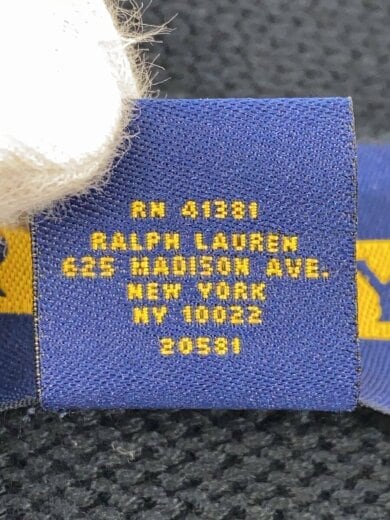 RN 41381
RALPH LAUREN
625 MADISON AVE.
NEW YORK
NY 10022
20581